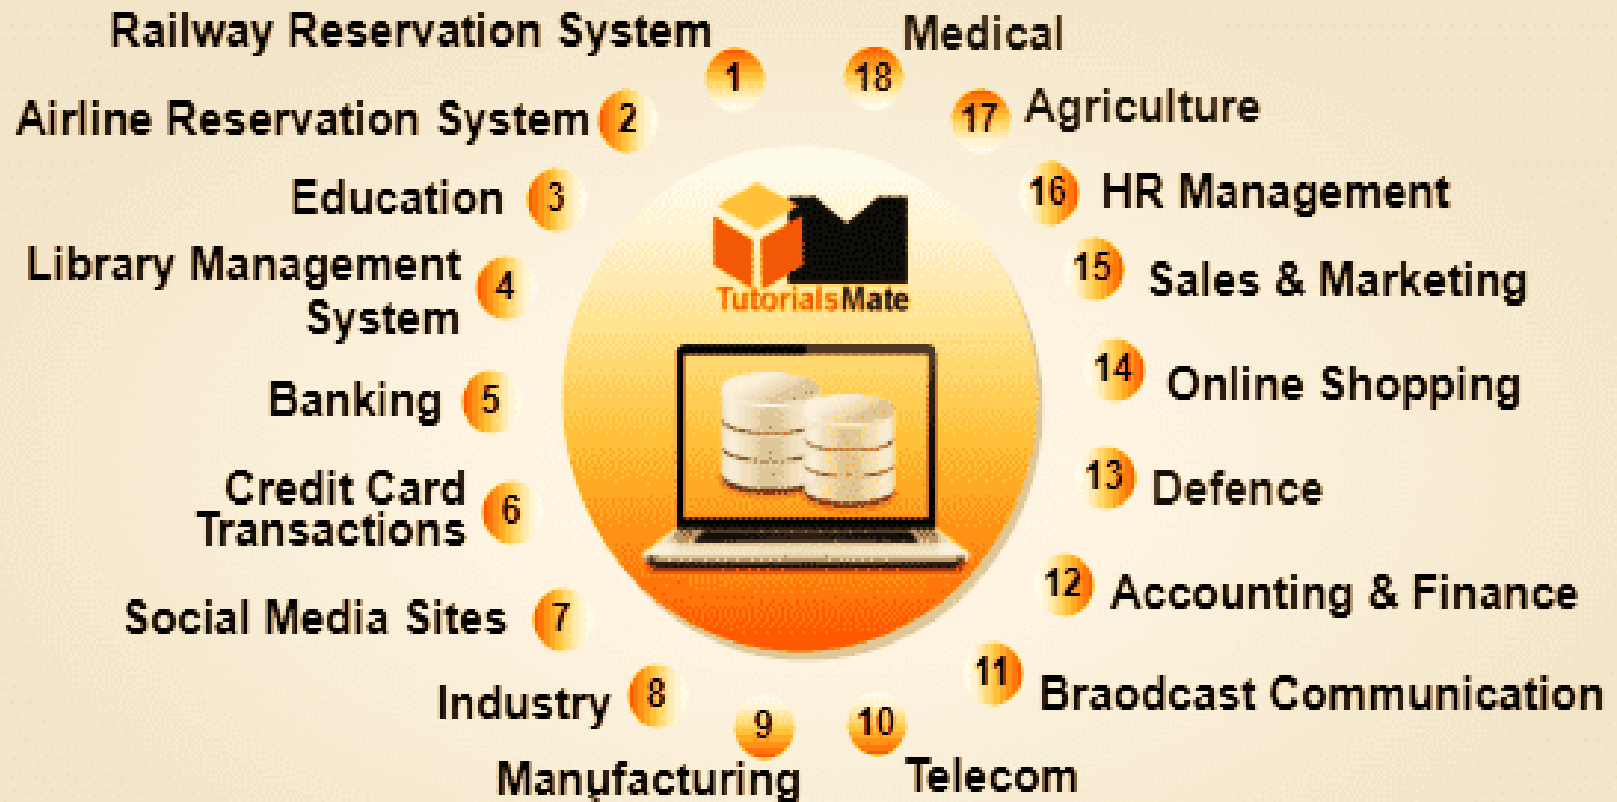 Railway Reservation System
1
Airline Reservation System
2
Education
3
Library Management
System
4
Banking
5
Credit Card
Transactions
6
Social Media Sites
7
Industry
8
9
Manufacturing
10
Telecom
11
Braodcast Communication
12
Accounting & Finance
13
Defence
14
Online Shopping
15
Sales & Marketing
16
HR Management
17
Agriculture
18
Medical
TutorialsMate